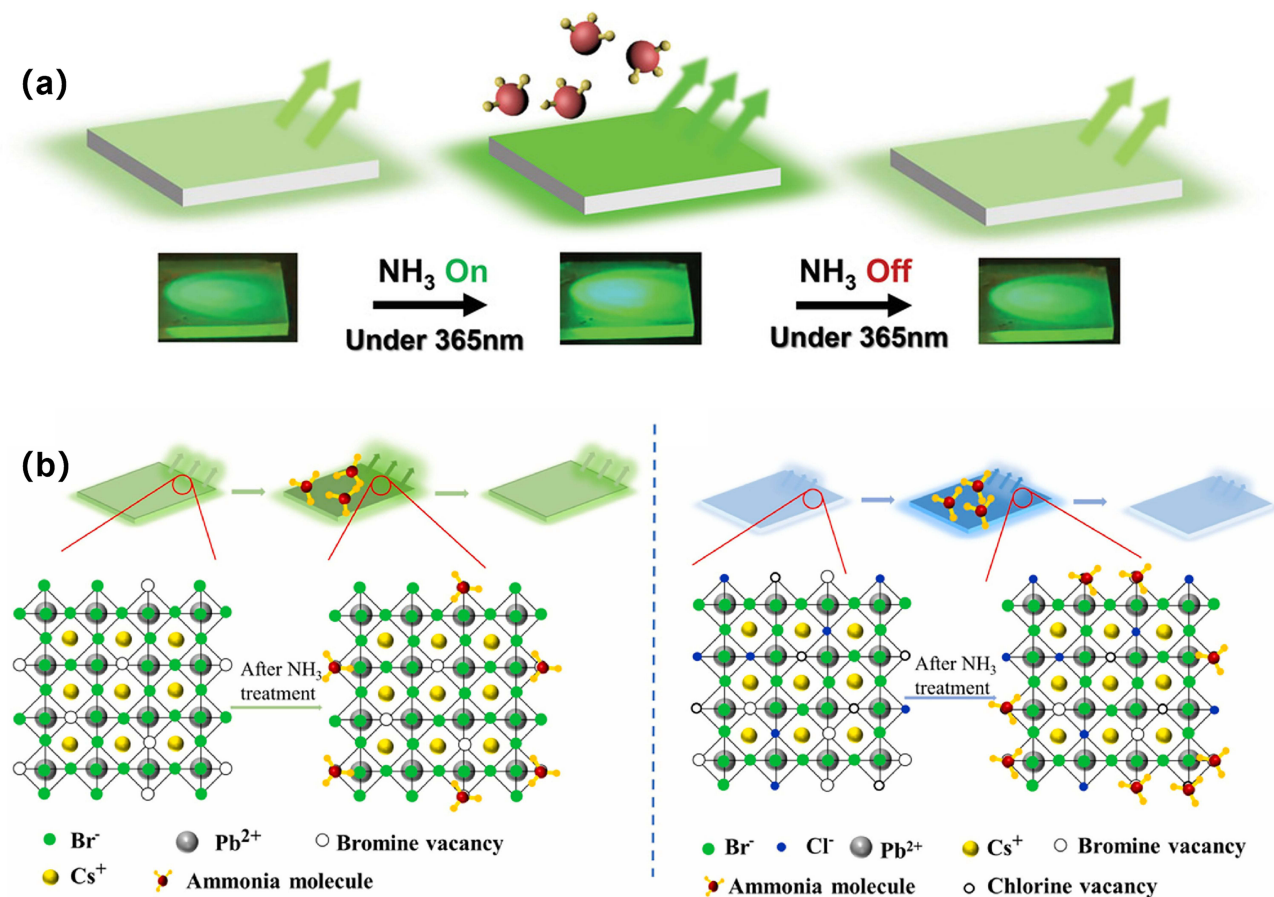 (a)
NH₃ On
Under 365nm
NH₃ Off
Under 365nm
(b)
After NH₃
treatment
After NH₃
treatment
Br⁻ Pb²⁺ Bromine vacancy
Cs⁺ Ammonia molecule
Br⁻ Cl⁻ Pb²⁺ Cs⁺ Bromine vacancy
Ammonia molecule Chlorine vacancy